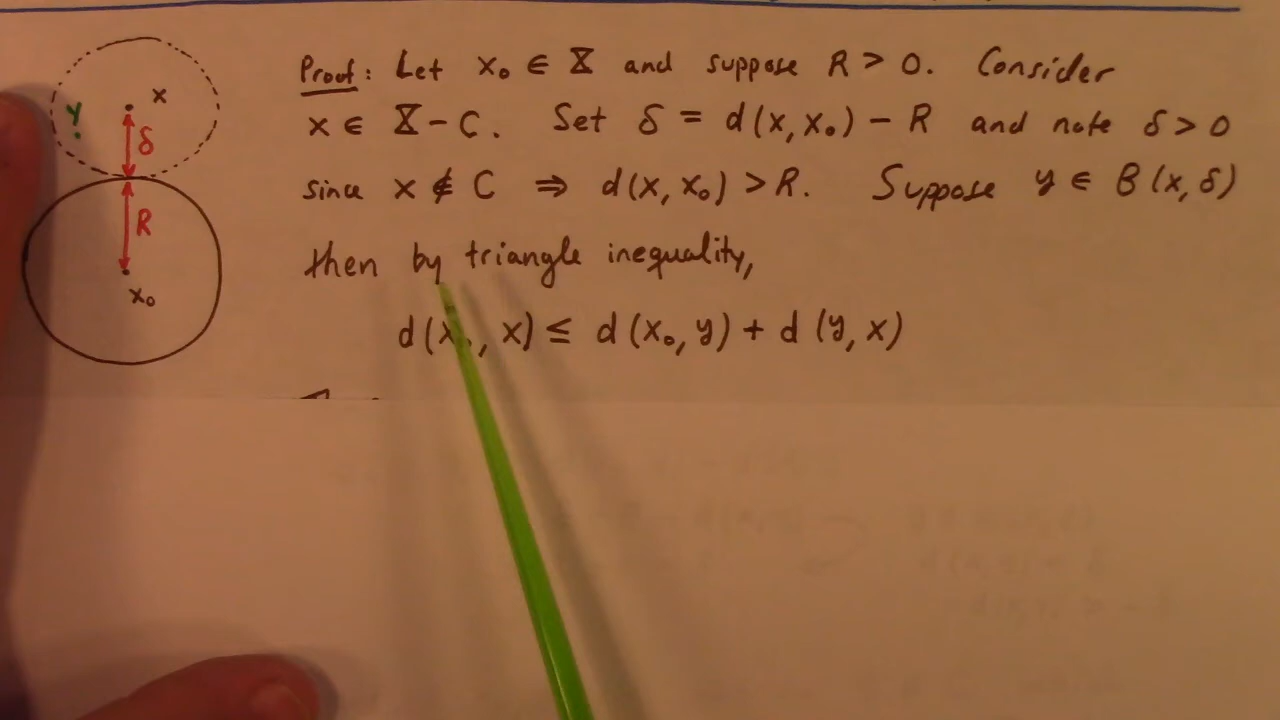 Proof: Let x₀ ∈ X and suppose R > 0. Consider
x ∈ X - C. Set δ = d(x, x₀) - R and note δ > 0
since x ∉ C ⇒ d(x, x₀) > R. Suppose y ∈ B(x, δ)
then by triangle inequality,
d(x₀, x) ≤ d(x₀, y) + d(y, x)
x
y
δ
R
x₀